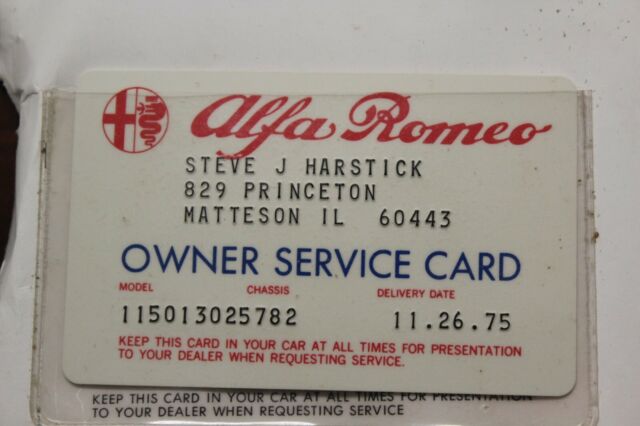 Alfa Romeo
STEVE J HARSTICK
829 PRINCETON
MATTESON IL 60443
OWNER SERVICE CARD
MODEL CHASSIS DELIVERY DATE
115013025782 11.26.75
KEEP THIS CARD IN YOUR CAR AT ALL TIMES FOR PRESENTATION
TO YOUR DEALER WHEN REQUESTING SERVICE.
KEEP THIS CARD IN YOUR CAR AT ALL TIMES FOR PRESENTATION
TO YOUR DEALER WHEN REQUESTING SERVICE